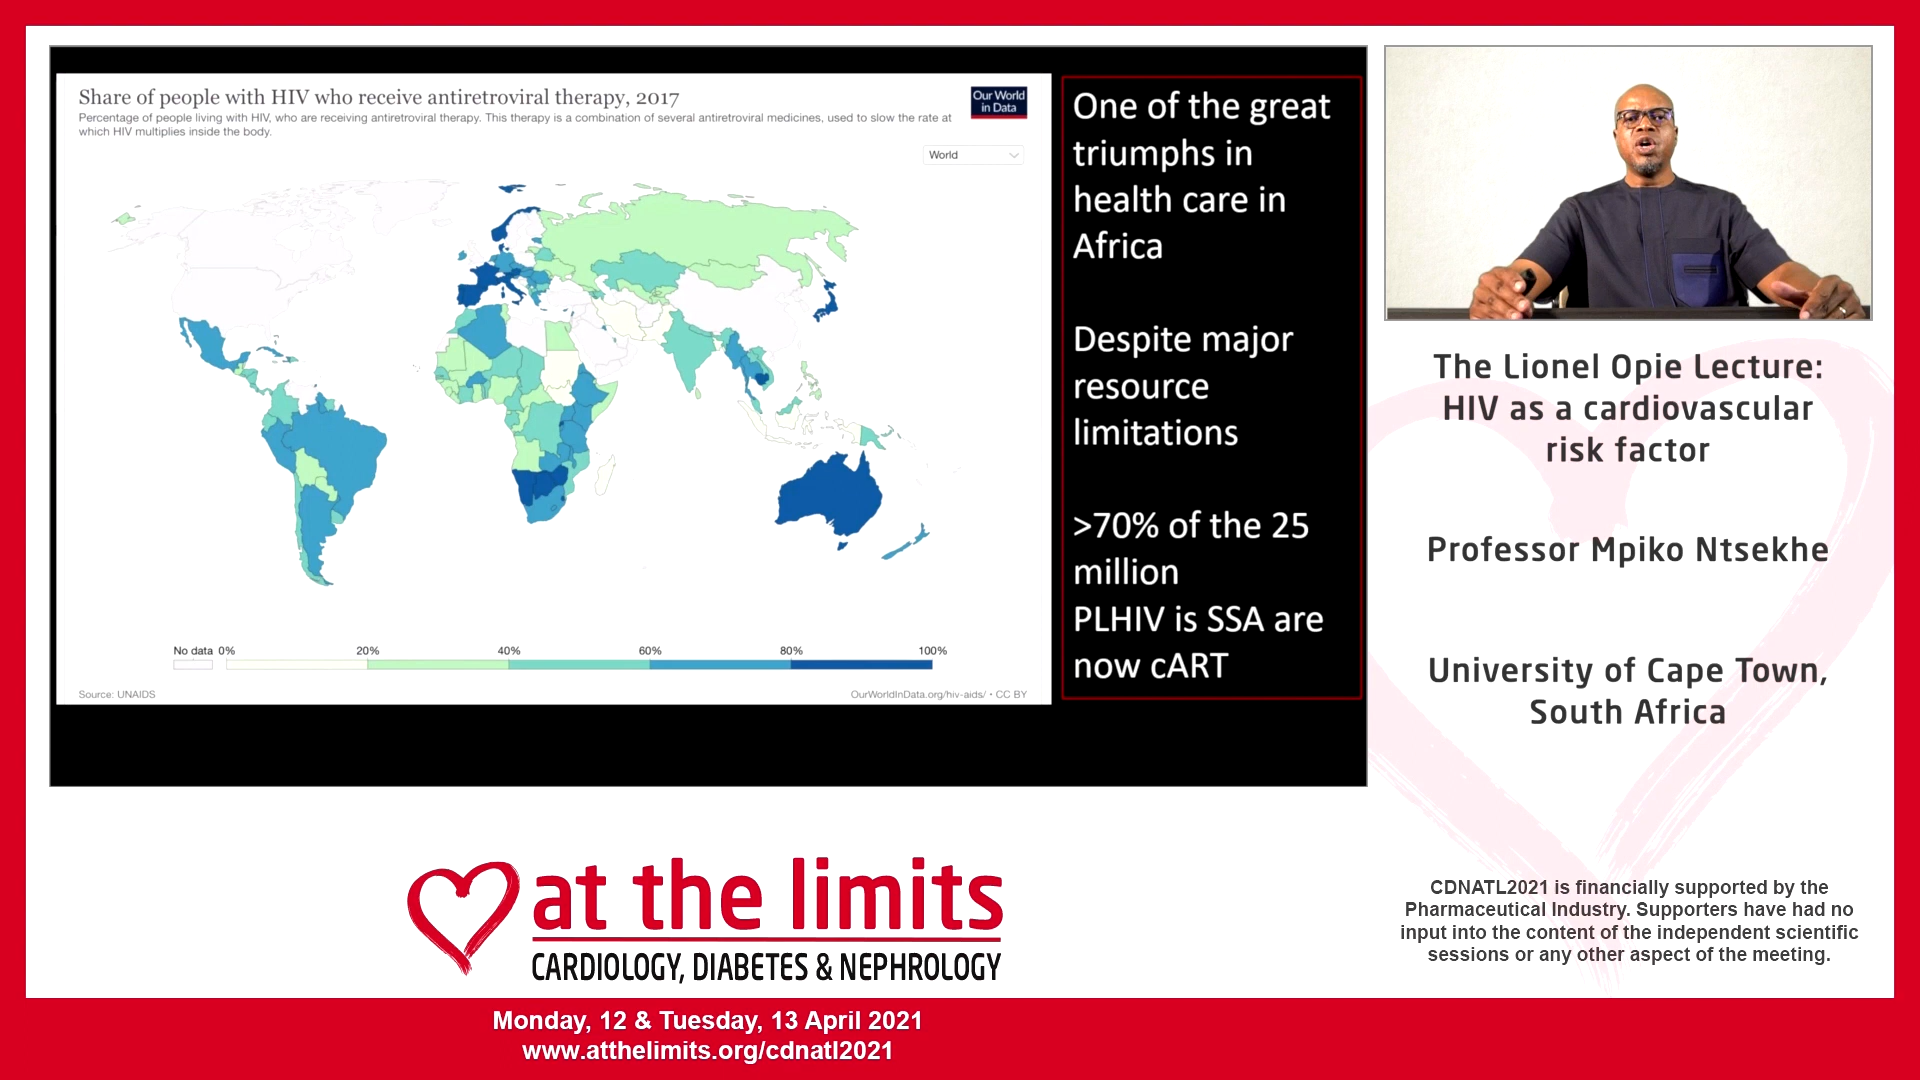 Share of people with HIV who receive antiretroviral therapy, 2017
Percentage of people living with HIV, who are receiving antiretroviral therapy. This therapy is a combination of several antiretroviral medicines, used to slow the rate at
which HIV multiplies inside the body.
Our World
in Data
World
No data 0% 20% 40% 60% 80% 100%
Source: UNAIDS
OurWorldInData.org/hiv-aids/ • CC BY
One of the great
triumphs in
health care in
Africa
Despite major
resource
limitations
>70% of the 25
million
PLHIV is SSA are
now cART
The Lionel Opie Lecture:
HIV as a cardiovascular
risk factor
Professor Mpiko Ntsekhe
University of Cape Town,
South Africa
CDNATL2021 is financially supported by the
Pharmaceutical Industry. Supporters have had no
input into the content of the independent scientific
sessions or any other aspect of the meeting.
at the limits
CARDIOLOGY, DIABETES & NEPHROLOGY
Monday, 12 & Tuesday, 13 April 2021
www.atthelimits.org/cdnatl2021